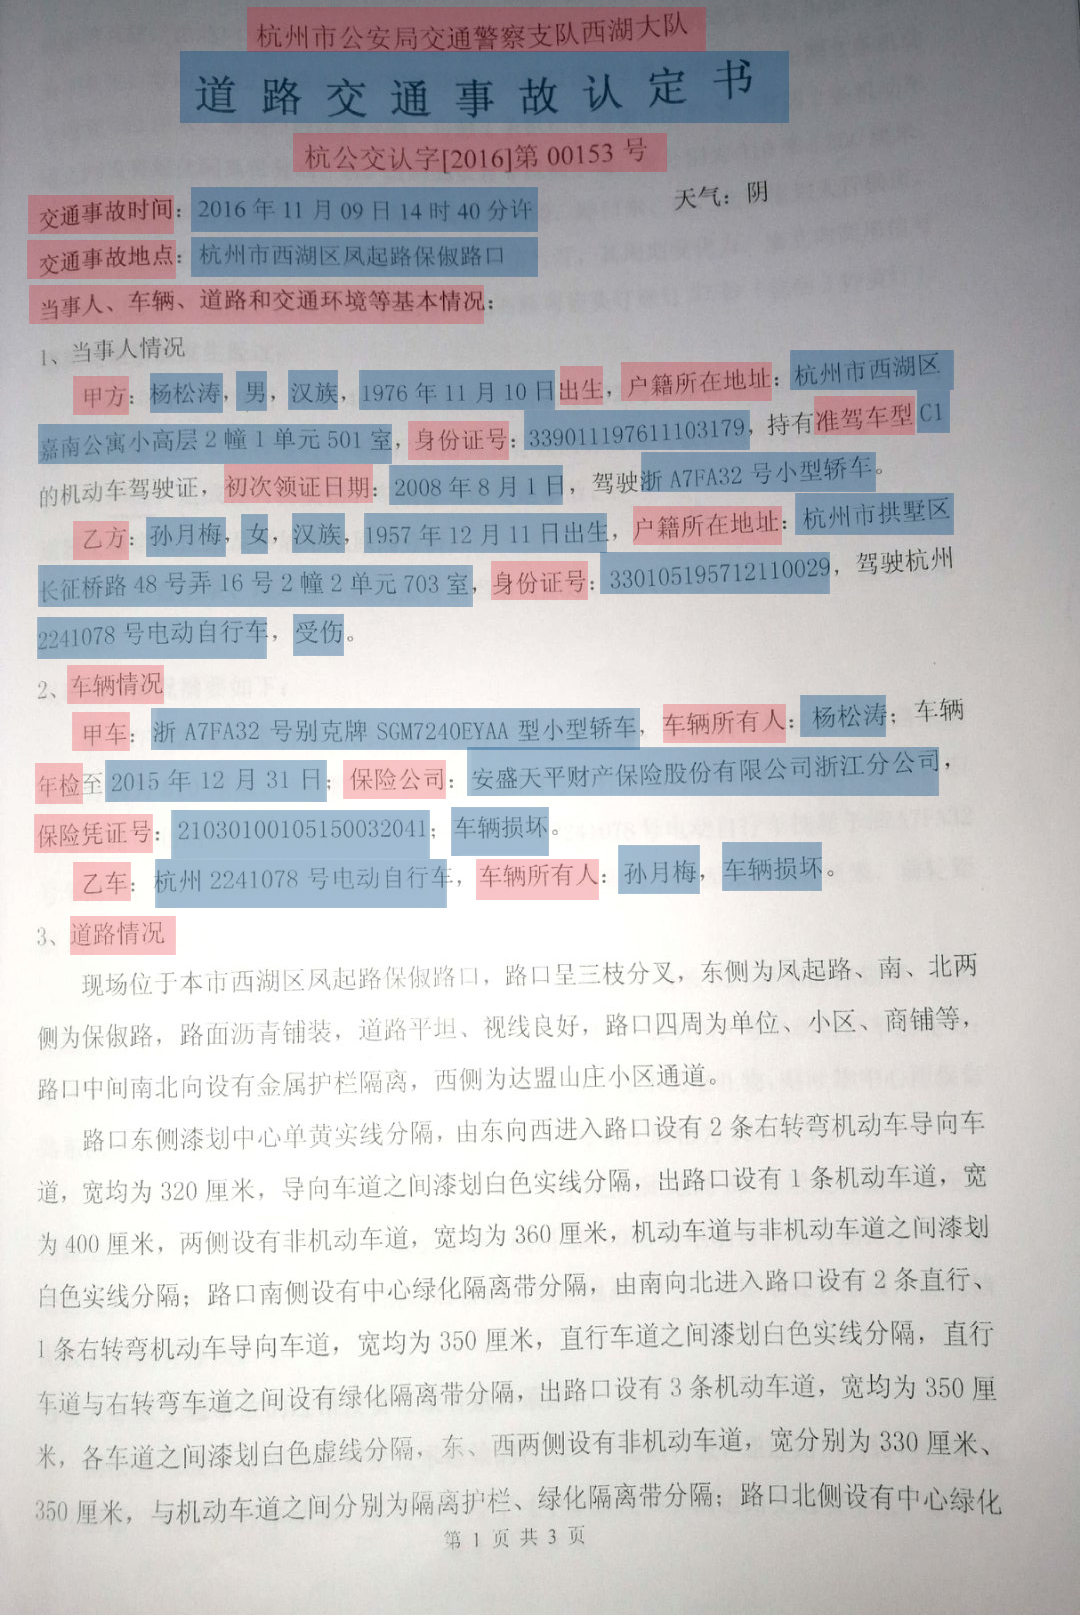 杭州市公安局交通警察支队西湖大队
道路交通事故认定书
杭公交认字[2016]第 00153 号
天气：阴
交通事故时间：2016 年 11 月 09 日 14 时 40 分许
交通事故地点：杭州市西湖区凤起路保俶路口
当事人、车辆、道路和交通环境等基本情况：
1、当事人情况
甲方：杨松涛，男，汉族，1976 年 11 月 10 日出生，户籍所在地址：杭州市西湖区
嘉南公寓小高层 2 幢 1 单元 501 室，身份证号：339011197611103179，持有准驾车型 C1
的机动车驾驶证，初次领证日期：2008 年 8 月 1 日，驾驶浙 A7FA32 号小型轿车。
乙方：孙月梅，女，汉族，1957 年 12 月 11 日出生，户籍所在地址：杭州市拱墅区
长征桥路 48 号弄 16 号 2 幢 2 单元 703 室，身份证号：330105195712110029，驾驶杭州
2241078 号电动自行车，受伤。
2、车辆情况
甲车：浙 A7FA32 号别克牌 SGM7240EYAA 型小型轿车，车辆所有人：杨松涛；车辆
年检至 2015 年 12 月 31 日；保险公司：安盛天平财产保险股份有限公司浙江分公司，
保险凭证号：21030100105150032041；车辆损坏。
乙车：杭州 2241078 号电动自行车，车辆所有人：孙月梅，车辆损坏。
3、道路情况
现场位于本市西湖区凤起路保俶路口，路口呈三枝分叉，东侧为凤起路、南、北两
侧为保俶路，路面沥青铺装，道路平坦、视线良好，路口四周为单位、小区、商铺等，
路口中间南北向设有金属护栏隔离，西侧为达盟山庄小区通道。
路口东侧漆划中心单黄实线分隔，由东向西进入路口设有 2 条右转弯机动车导向车
道，宽均为 320 厘米，导向车道之间漆划白色实线分隔，出路口设有 1 条机动车道，宽
为 400 厘米，两侧设有非机动车道，宽均为 360 厘米，机动车道与非机动车道之间漆划
白色实线分隔；路口南侧设有中心绿化隔离带分隔，由南向北进入路口设有 2 条直行、
1 条右转弯机动车导向车道，宽均为 350 厘米，直行车道之间漆划白色实线分隔，直行
车道与右转弯车道之间设有绿化隔离带分隔，出路口设有 3 条机动车道，宽均为 350 厘
米，各车道之间漆划白色虚线分隔，东、西两侧设有非机动车道，宽分别为 330 厘米、
350 厘米，与机动车道之间分别为隔离护栏、绿化隔离带分隔；路口北侧设有中心绿化
第 1 页 共 3 页